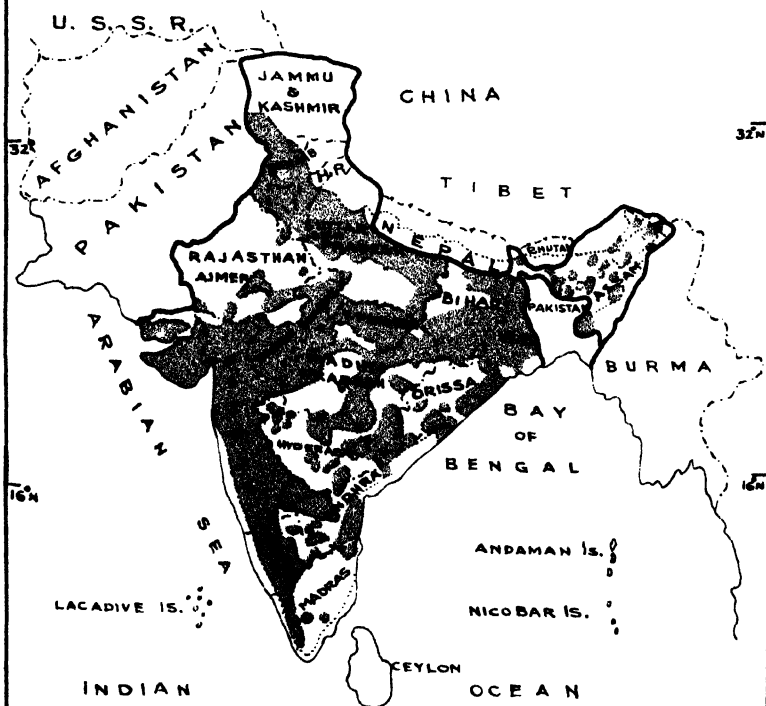 U. S. S. R.
JAMMU
&
KASHMIR
CHINA
AFGHANISTAN
32°
32°N
PAKISTAN
H.P.
TIBET
NEPAL
BHUTAN
RAJASTHAN
AJMER
ASSAM
BIHAR
PAKISTAN
ARABIAN
BURMA
ORISSA
BAY
OF
BENGAL
HYDERABAD
16°N
16°N
SEA
ANDAMAN IS.
MADRAS
LACADIVE IS.
NICOBAR IS.
CEYLON
INDIAN
OCEAN